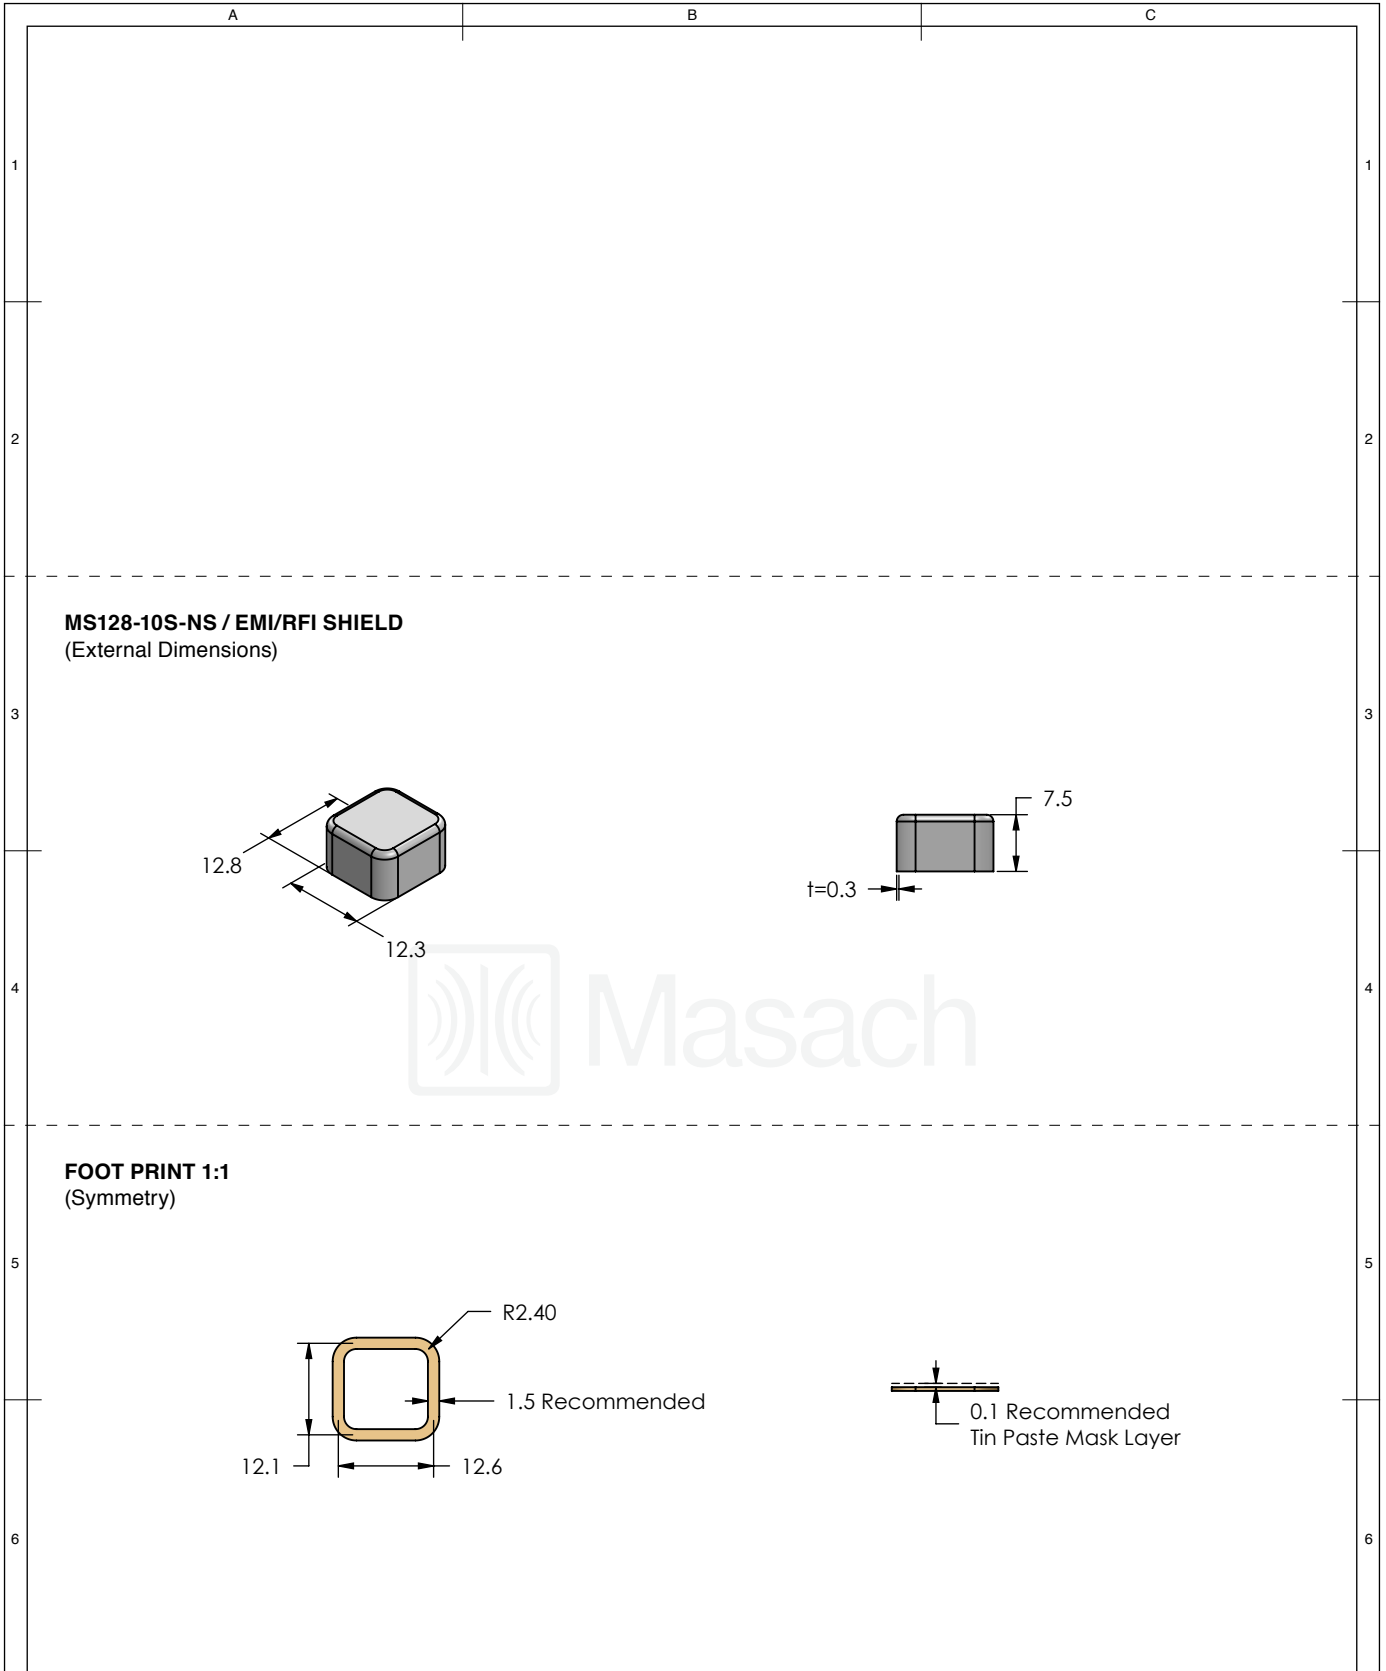 A B C
1 1
2 2
MS128-10S-NS / EMI/RFI SHIELD
(External Dimensions)
3 3
7.5
12.8
t=0.3
12.3
Masach
4 4
FOOT PRINT 1:1
(Symmetry)
5 5
R2.40
1.5 Recommended
0.1 Recommended
Tin Paste Mask Layer
12.1 12.6
6 6